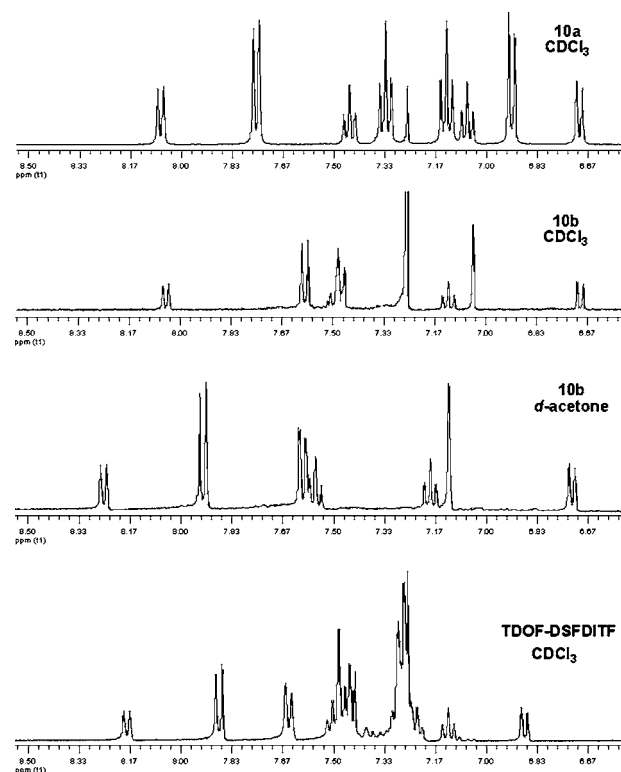 10a
CDCl3
8.50 8.33 8.17 8.00 7.83 7.67 7.50 7.33 7.17 7.00 6.83 6.67
ppm (t1)
10b
CDCl3
8.50 8.33 8.17 8.00 7.83 7.67 7.50 7.33 7.17 7.00 6.83 6.67
ppm (t1)
10b
d-acetone
8.50 8.33 8.17 8.00 7.83 7.67 7.50 7.33 7.17 7.00 6.83 6.67
ppm (t1)
TDOF-DSFDITF
CDCl3
8.50 8.33 8.17 8.00 7.83 7.67 7.50 7.33 7.17 7.00 6.83 6.67
ppm (t1)